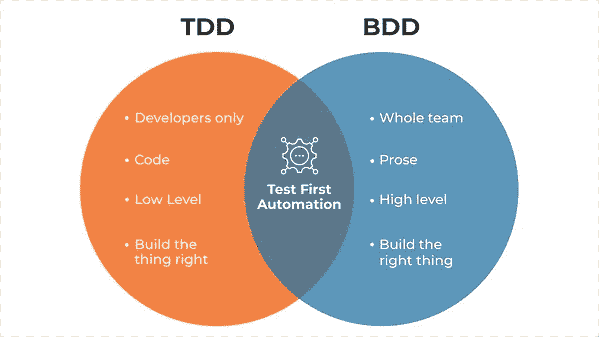 TDD
BDD
• Developers only
• Code
• Low Level
• Build the
thing right
Test First
Automation
• Whole team
• Prose
• High level
• Build the
right thing